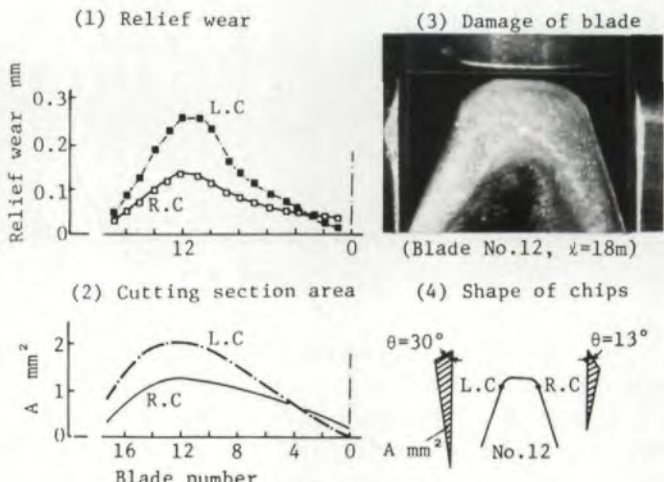 (1) Relief wear
Relief wear mm
0.3
0.2
0.1
0
L.C
R.C
12
0
(3) Damage of blade
(Blade No.12, ℓ=18m)
(2) Cutting section area
A mm²
2
1
0
L.C
R.C
16
12
8
4
0
Blade number
(4) Shape of chips
θ=30°
θ=13°
L.C
R.C
A mm²
No.12